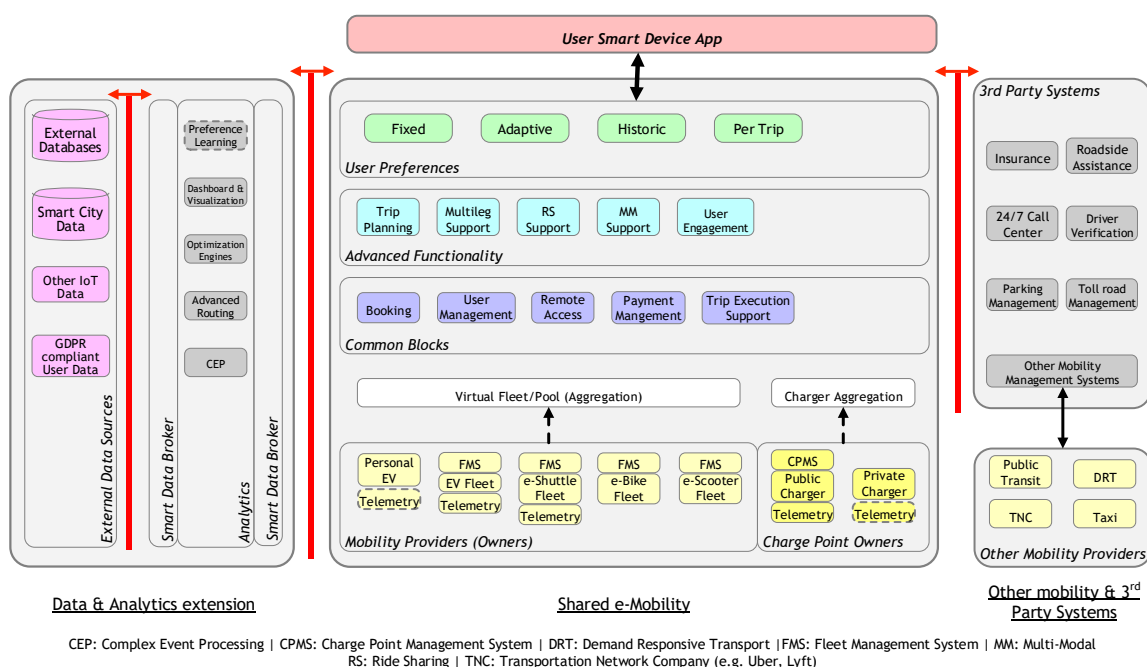 User Smart Device App
External
Databases
Smart City
Data
Other IoT
Data
GDPR
compliant
User Data
External Data Sources
Smart Data Broker
Preference
Learning
Dashboard &
Visualization
Optimization
Engines
Advanced
Routing
CEP
Analytics
Smart Data Broker
Fixed
Adaptive
Historic
Per Trip
User Preferences
Trip
Planning
Multileg
Support
RS
Support
MM
Support
User
Engagement
Advanced Functionality
Booking
User
Management
Remote
Access
Payment
Mangement
Trip Execution
Support
Common Blocks
Virtual Fleet/Pool (Aggregation)
Charger Aggregation
Personal
EV
Telemetry
FMS
EV Fleet
Telemetry
FMS
e-Shuttle
Fleet
Telemetry
FMS
e-Bike
Fleet
FMS
e-Scooter
Fleet
Mobility Providers (Owners)
CPMS
Public
Charger
Telemetry
Private
Charger
Telemetry
Charge Point Owners
3rd Party Systems
Insurance
Roadside
Assistance
24/7 Call
Center
Driver
Verification
Parking
Management
Toll road
Management
Other Mobility
Management Systems
Public
Transit
DRT
TNC
Taxi
Other Mobility Providers
Data & Analytics extension
Shared e-Mobility
Other mobility & 3rd
Party Systems
CEP: Complex Event Processing | CPMS: Charge Point Management System | DRT: Demand Responsive Transport |FMS: Fleet Management System | MM: Multi-Modal
RS: Ride Sharing | TNC: Transportation Network Company (e.g. Uber, Lyft)